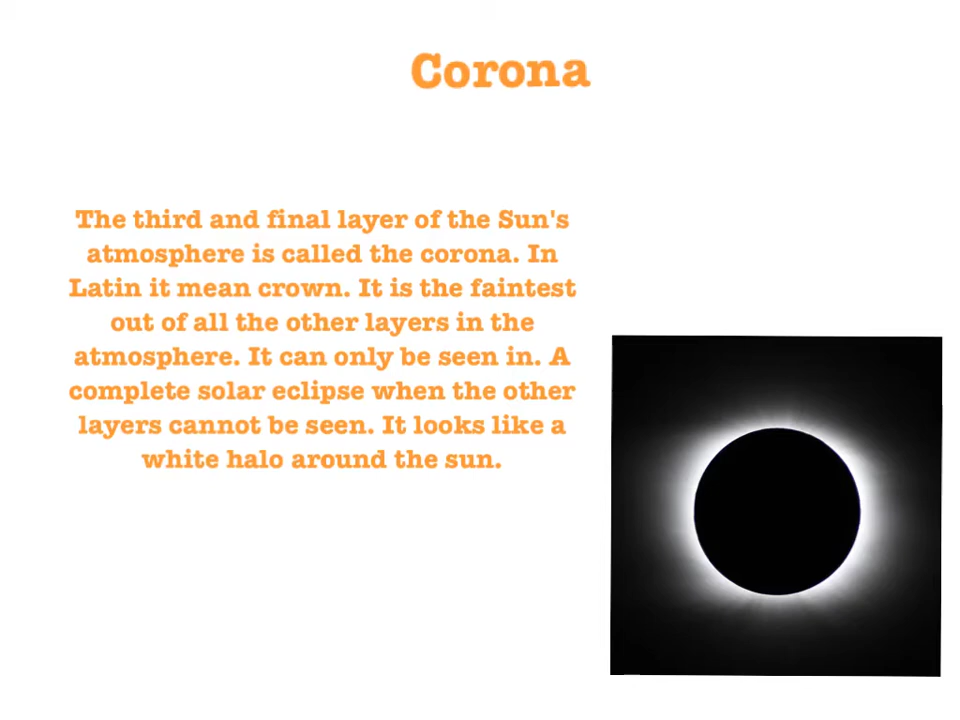 Corona
The third and final layer of the Sun's
atmosphere is called the corona. In
Latin it mean crown. It is the faintest
out of all the other layers in the
atmosphere. It can only be seen in. A
complete solar eclipse when the other
layers cannot be seen. It looks like a
white halo around the sun.